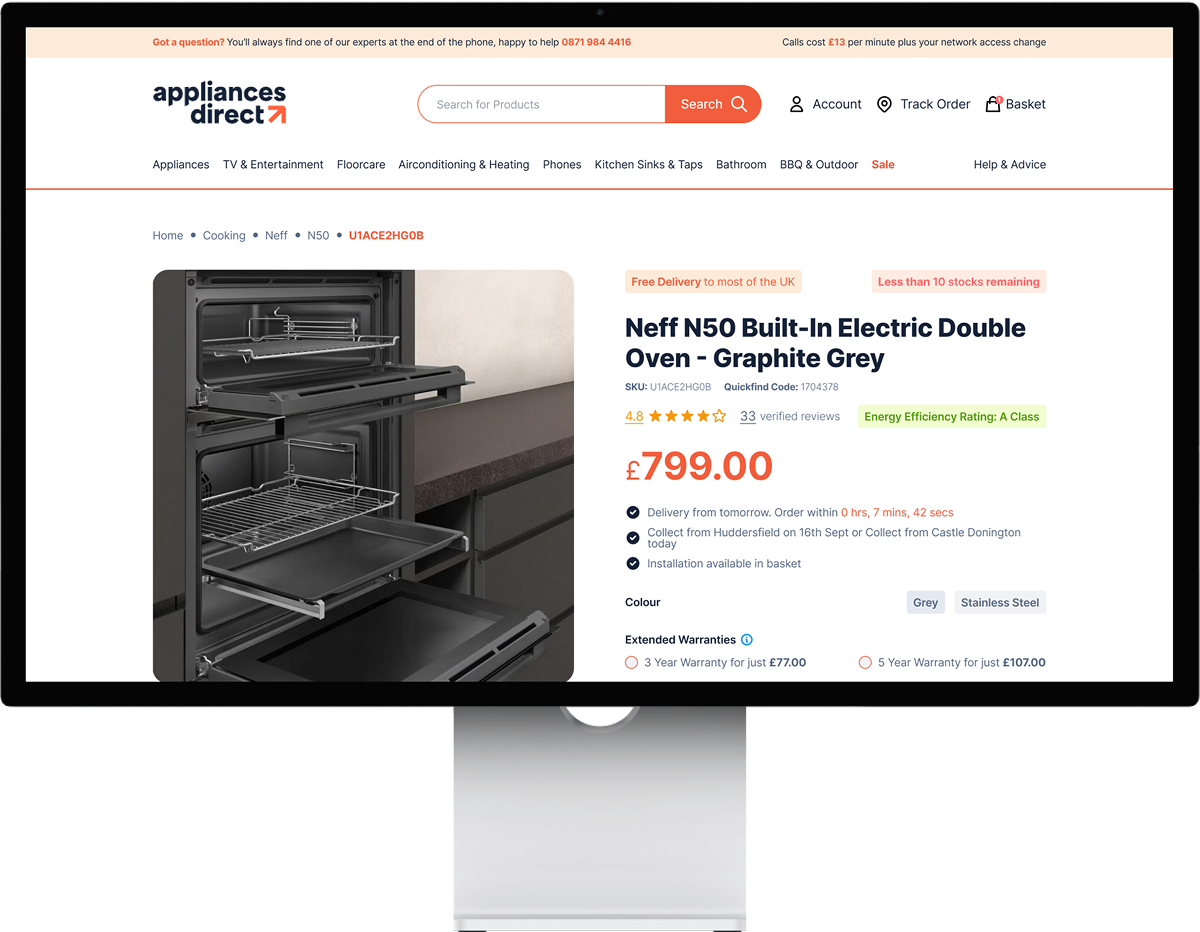 Got a question? You'll always find one of our experts at the end of the phone, happy to help 0871 984 4416
Calls cost £13 per minute plus your network access change
appliances
direct
Search for Products
Search
Account
Track Order
1
Basket
Appliances
TV & Entertainment
Floorcare
Airconditioning & Heating
Phones
Kitchen Sinks & Taps
Bathroom
BBQ & Outdoor
Sale
Help & Advice
Home • Cooking • Neff • N50 • U1ACE2HG0B
Free Delivery to most of the UK
Less than 10 stocks remaining
Neff N50 Built-In Electric Double
Oven - Graphite Grey
SKU: U1ACE2HG0B Quickfind Code: 1704378
4.8
33 verified reviews
Energy Efficiency Rating: A Class
£799.00
Delivery from tomorrow. Order within 0 hrs, 7 mins, 42 secs
Collect from Huddersfield on 16th Sept or Collect from Castle Donington
today
Installation available in basket
Colour
Grey
Stainless Steel
Extended Warranties
3 Year Warranty for just £77.00
5 Year Warranty for just £107.00